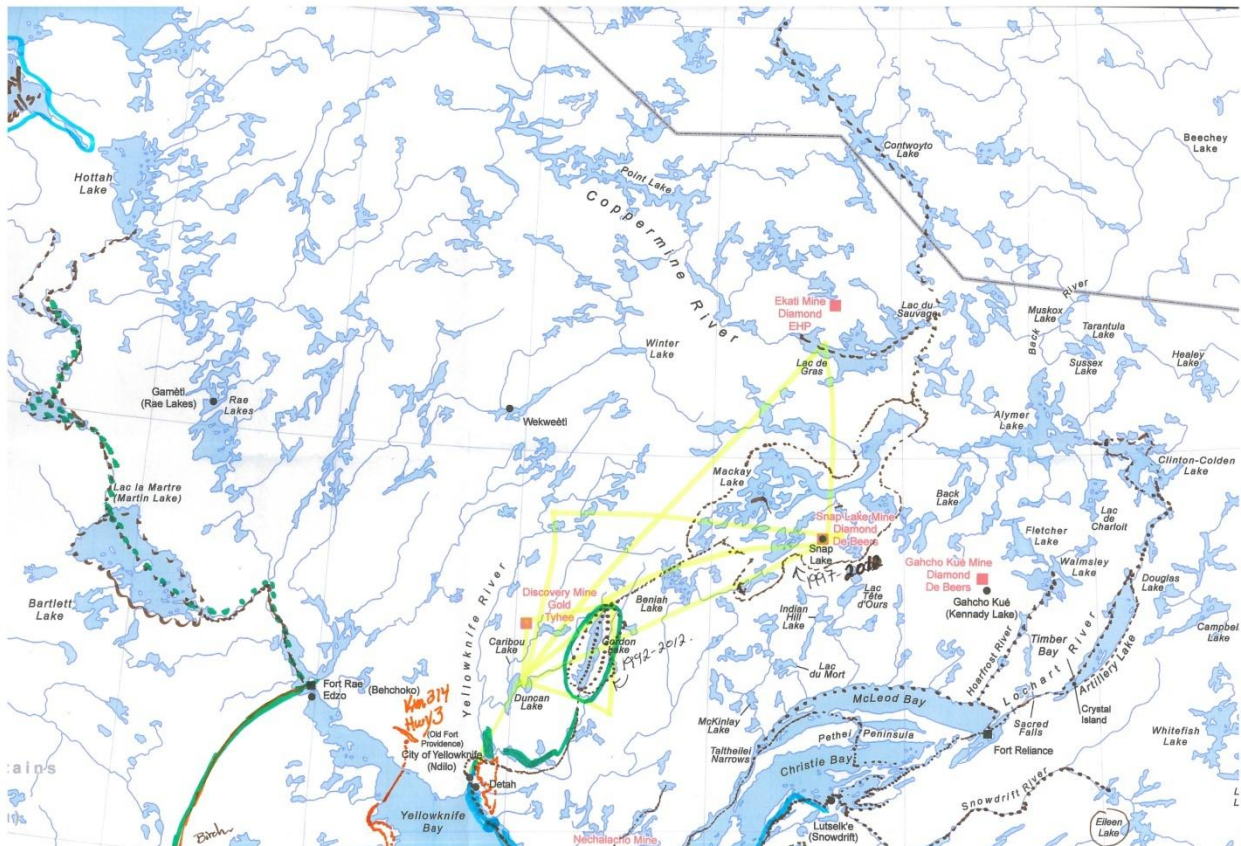 Hottah
Lake
Point Lake
Contwoyto
Lake
Beechey
Lake
Coppermine River
Ekati Mine
Diamond
EHP
Lac du
Sauvage
Muskox
Lake
Back River
Tarantula
Lake
Sussex
Lake
Healey
Lake
Winter
Lake
Lac de
Gras
Gamètì
(Rae Lakes)
Rae
Lakes
Wekweètì
Alymer
Lake
Clinton-Colden
Lake
Mackay
Lake
Back
Lake
Lac la Martre
(Martin Lake)
Lac
de
Charloit
Snap Lake Mine
Diamond
De Beers
Snap
Lake
1997-2012
Fletcher
Lake
Walmsley
Lake
Gahcho Kué Mine
Diamond
De Beers
Gahcho Kué
(Kennady Lake)
Douglas
Lake
Lac
Tête
d'Ours
Bartlett
Lake
Yellowknife River
Discovery Mine
Gold
Tyhee
Beniah
Lake
Indian
Hill
Lake
Caribou
Lake
Gordon
Lake
1992-2012.
Timber
Bay
Campbel
Lake
Hoarfrost River
Lochart River
Artillery Lake
Lac
du Mort
Fort Rae
Edzo
(Behchoko)
Km 214
Hwy 3
Duncan
Lake
McLeod Bay
Crystal
Island
Sacred
Falls
McKinlay
Lake
Pethei Peninsula
Fort Reliance
Whitefish
Lake
Taltheilei
Narrows
(Old Fort
Providence)
City of Yellowknife
(Ndilo)
Detah
Christie Bay
ains
Snowdrift River
Yellowknife
Bay
Lutselk'e
(Snowdrift)
Eileen
Lake
Birch
Nechalacho Mine